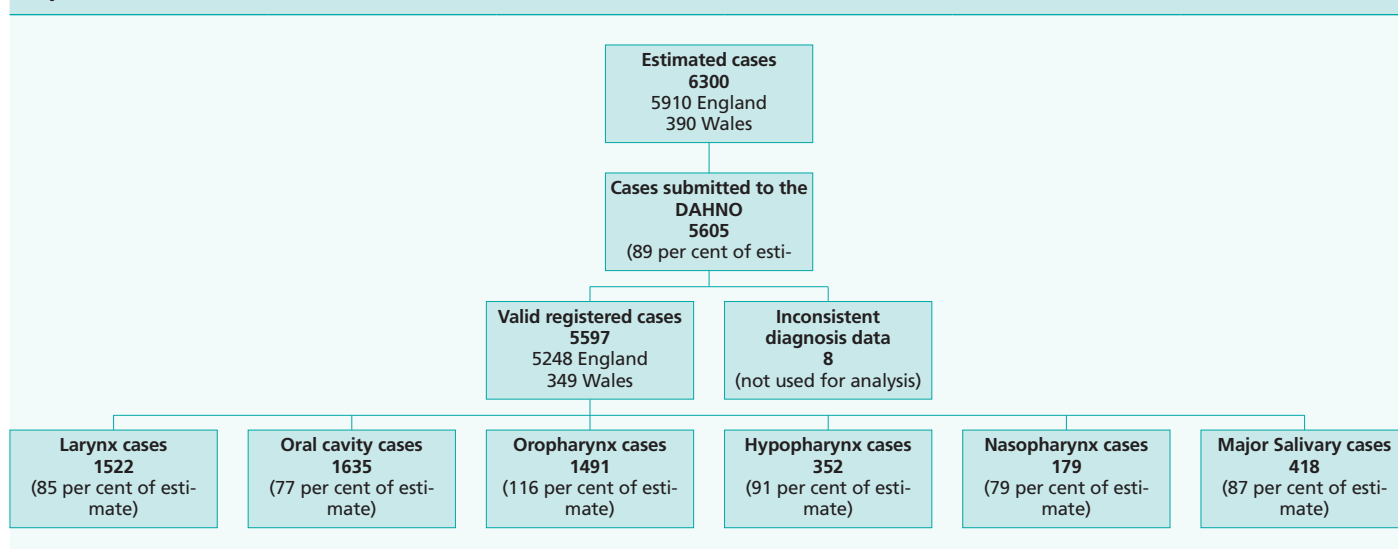 Estimated cases
6300
5910 England
390 Wales
Cases submitted to the
DAHNO
5605
(89 per cent of esti-
Valid registered cases
5597
5248 England
349 Wales
Inconsistent
diagnosis data
8
(not used for analysis)
Larynx cases
1522
(85 per cent of esti-
mate)
Oral cavity cases
1635
(77 per cent of esti-
mate)
Oropharynx cases
1491
(116 per cent of esti-
mate)
Hypopharynx cases
352
(91 per cent of esti-
mate)
Nasopharynx cases
179
(79 per cent of esti-
mate)
Major Salivary cases
418
(87 per cent of esti-
mate)